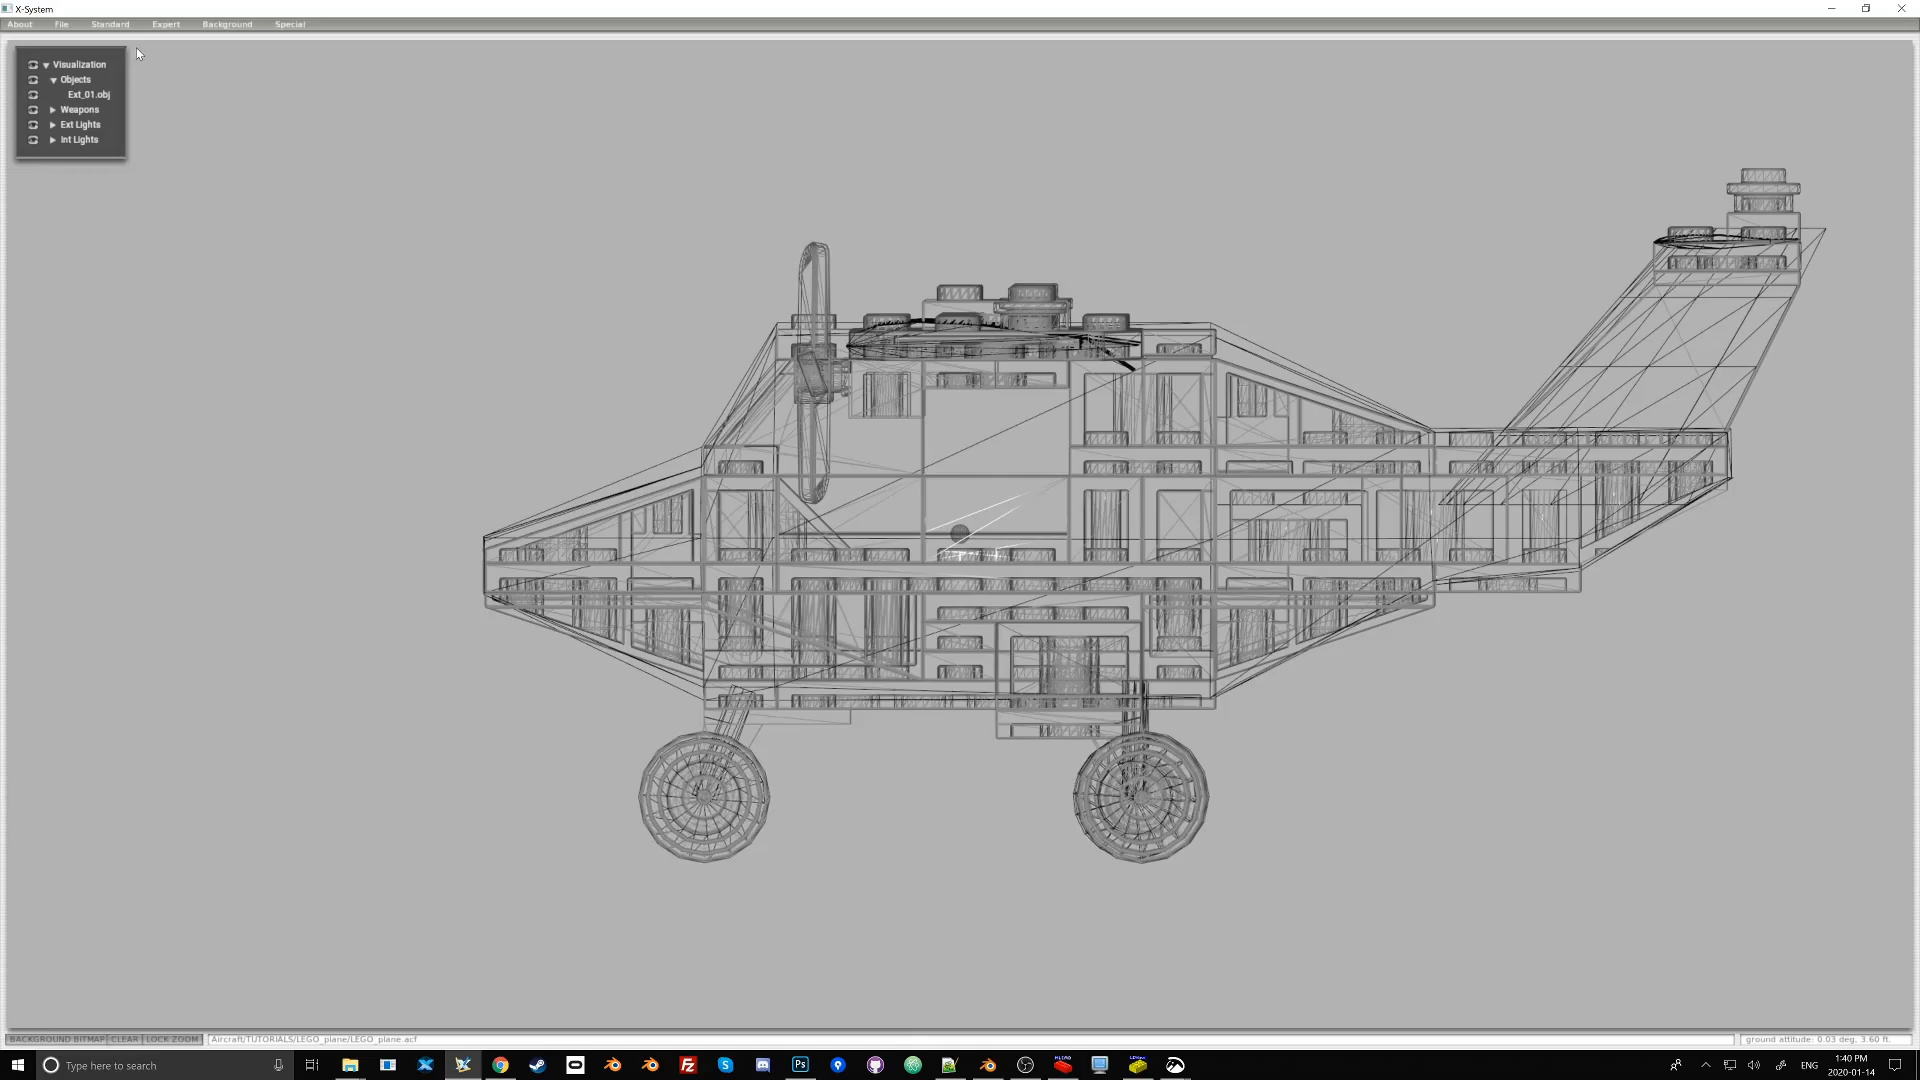 X-System
About File Standard Expert Background Special
Visualization
Objects
Ext_01.obj
Weapons
Ext Lights
Int Lights
BACKGROUND BITMAP CLEAR LOCK ZOOM Aircraft/TUTORIALS/LEGO_plane/LEGO_plane.acf ground attitude: 0.03 deg, 3.60 ft.
Type here to search ENG 1:40 PM
2020-01-14